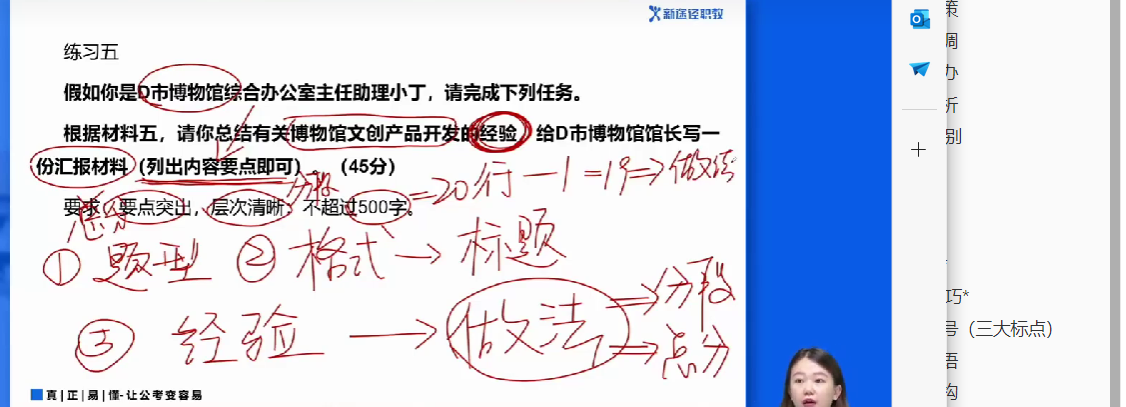 新途径职教
练习五
假如你是D市博物馆综合办公室主任助理小丁，请完成下列任务。
根据材料五，请你总结有关博物馆文创产品开发的经验 给D市博物馆馆长写一
份汇报材料（列出内容要点即可）。（45分）
分段
=20行-1=19⇒做法
要求：要点突出，层次清晰，不超过500字。
总分
① 题型 ② 格式→标题
③ 经验→做法
⇒分段
⇒总分
真|正|易|懂-让公考变容易
策
周
办
析
别
巧*
号（三大标点）
语
构